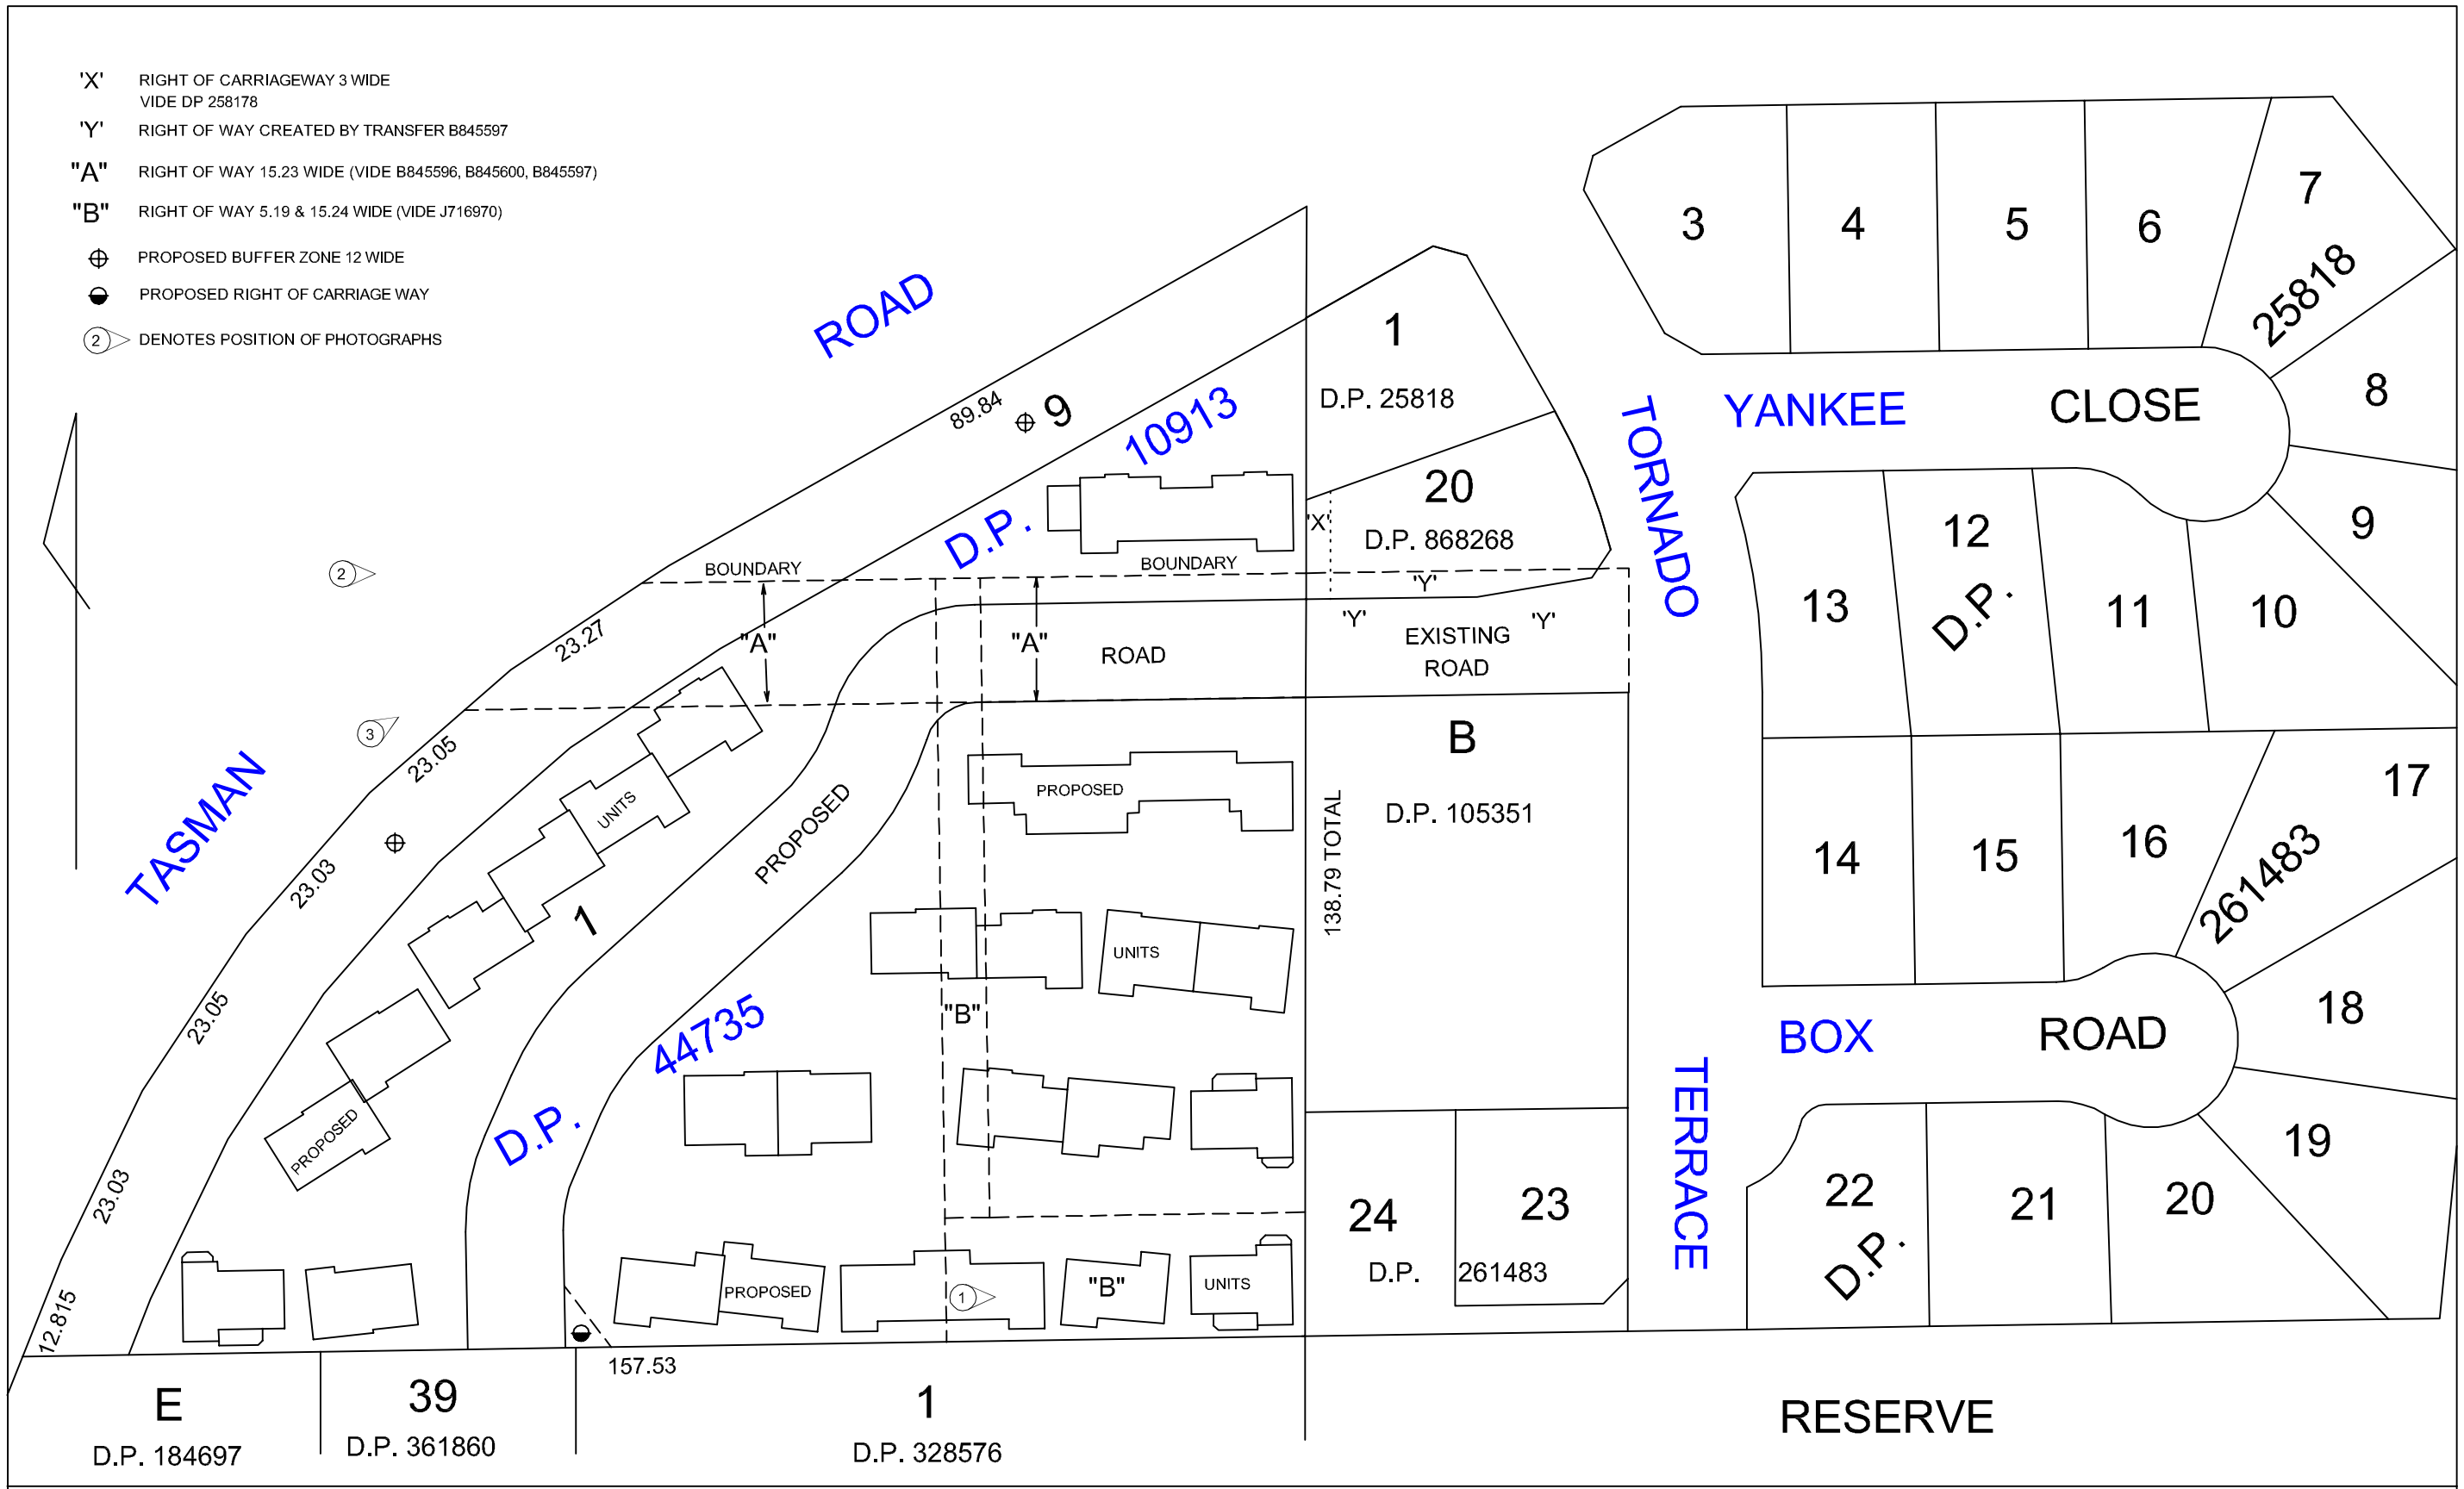 'X' RIGHT OF CARRIAGEWAY 3 WIDE
VIDE DP 258178
'Y' RIGHT OF WAY CREATED BY TRANSFER B845597
"A" RIGHT OF WAY 15.23 WIDE (VIDE B845596, B845600, B845597)
"B" RIGHT OF WAY 5.19 & 15.24 WIDE (VIDE J716970)
PROPOSED BUFFER ZONE 12 WIDE
PROPOSED RIGHT OF CARRIAGE WAY
2 DENOTES POSITION OF PHOTOGRAPHS
TASMAN
ROAD
89.84
23.27
23.05
23.03
23.05
23.03
12.815
2
3
9
D.P.
10913
BOUNDARY
BOUNDARY
"A"
"A"
ROAD
PROPOSED
UNITS
1
PROPOSED
D.P.
44735
PROPOSED
UNITS
"B"
PROPOSED
1
"B"
UNITS
157.53
138.79 TOTAL
1
D.P. 25818
20
D.P. 868268
'X'
'Y'
'Y'
'Y'
EXISTING
ROAD
B
D.P. 105351
24
23
D.P. 261483
TORNADO
TERRACE
3
4
5
6
7
25818
8
YANKEE CLOSE
9
10
11
12
D.P.
13
14
15
16
17
261483
18
BOX ROAD
19
20
21
22
D.P.
E
D.P. 184697
39
D.P. 361860
1
D.P. 328576
RESERVE